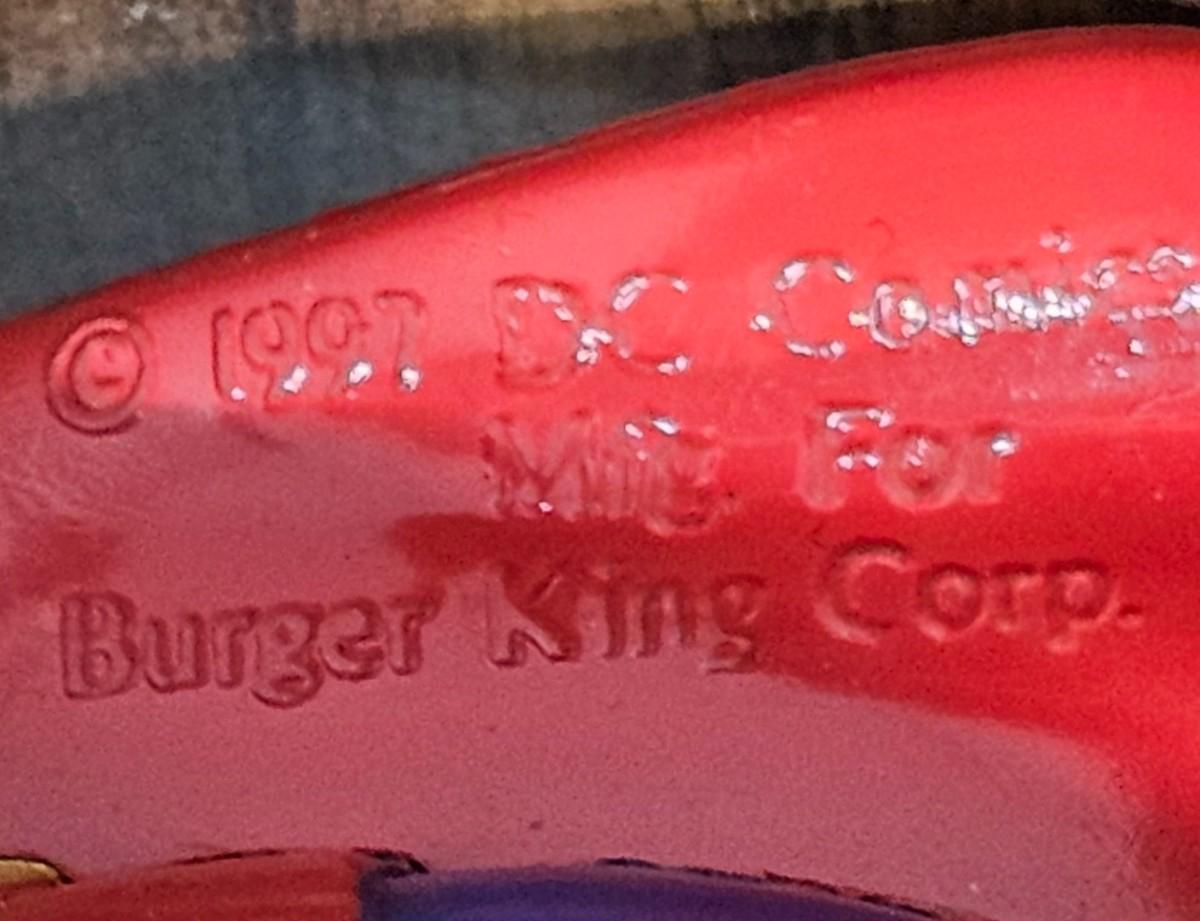 © 1997 DC Comics
Mfg. For
Burger King Corp.